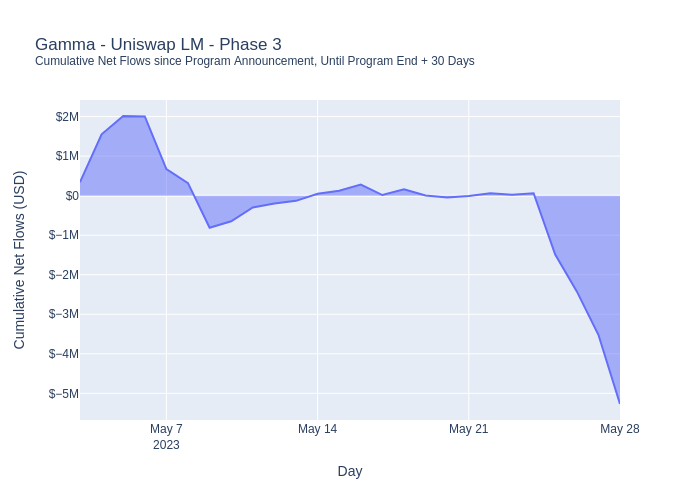 Gamma - Uniswap LM - Phase 3
Cumulative Net Flows since Program Announcement, Until Program End + 30 Days
Cumulative Net Flows (USD)
$2M
$1M
$0
$−1M
$−2M
$−3M
$−4M
$−5M
May 7
2023
May 14
May 21
May 28
Day